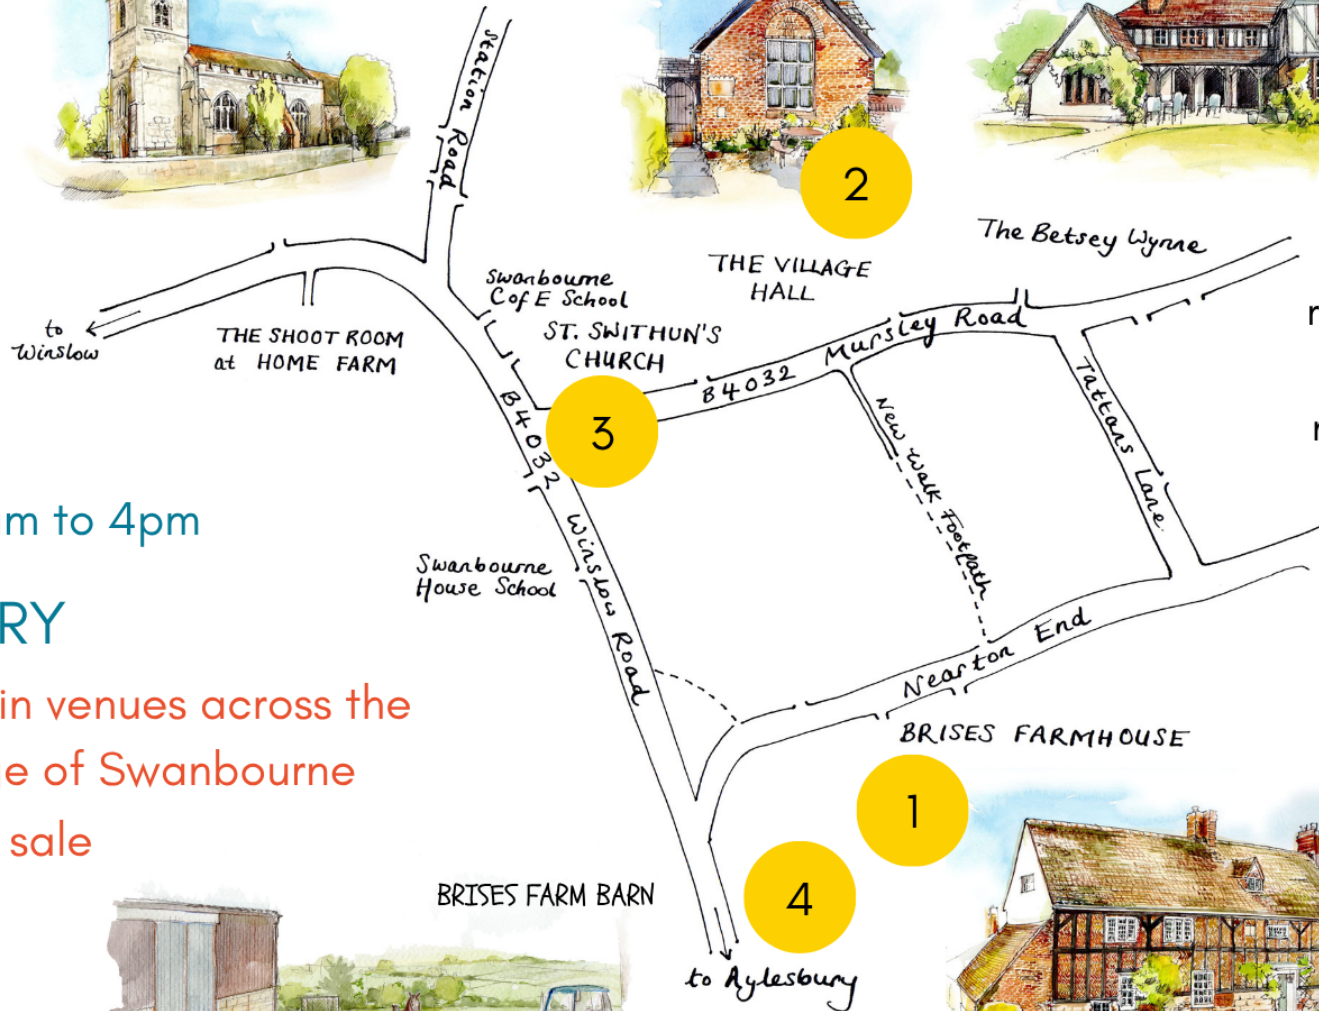 Station Road
2
The Betsey Wynne
THE VILLAGE
HALL
Swanbourne
C of E School
to
Winslow
THE SHOOT ROOM
at HOME FARM
ST. SWITHUN'S
CHURCH
B4032
Mursley Road
B4032
3
New Walk Footpath
Tattams Lane
m to 4pm
Winslow Road
Swanbourne
House School
RY
Nearton End
in venues across the
BRISES FARMHOUSE
e of Swanbourne
1
sale
BRISES FARM BARN
4
to Aylesbury